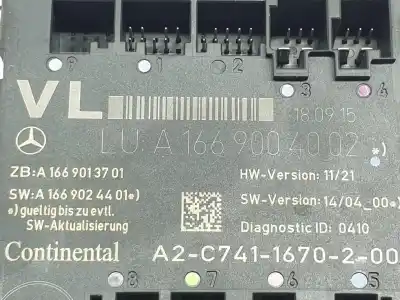 1 2
3 4
VL
18.09.15
LU: A 166 900 40 02 *)
ZB:A 166 901 37 01
HW-Version: 11/21
SW:A 166 902 44 01*)
SW-Version: 14/04_00*)
*) gueltig bis zu evtl.
SW-Aktualisierung
Diagnostic ID: 0410
Continental A2-C741-1670-2-00
8 7 6 5